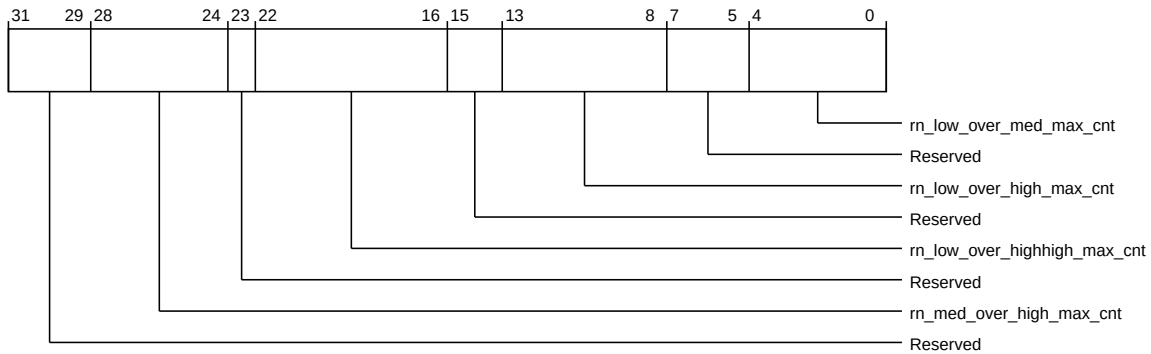 31 29 28 24 23 22 16 15 13 8 7 5 4 0
rn_low_over_med_max_cnt
Reserved
rn_low_over_high_max_cnt
Reserved
rn_low_over_highhigh_max_cnt
Reserved
rn_med_over_high_max_cnt
Reserved